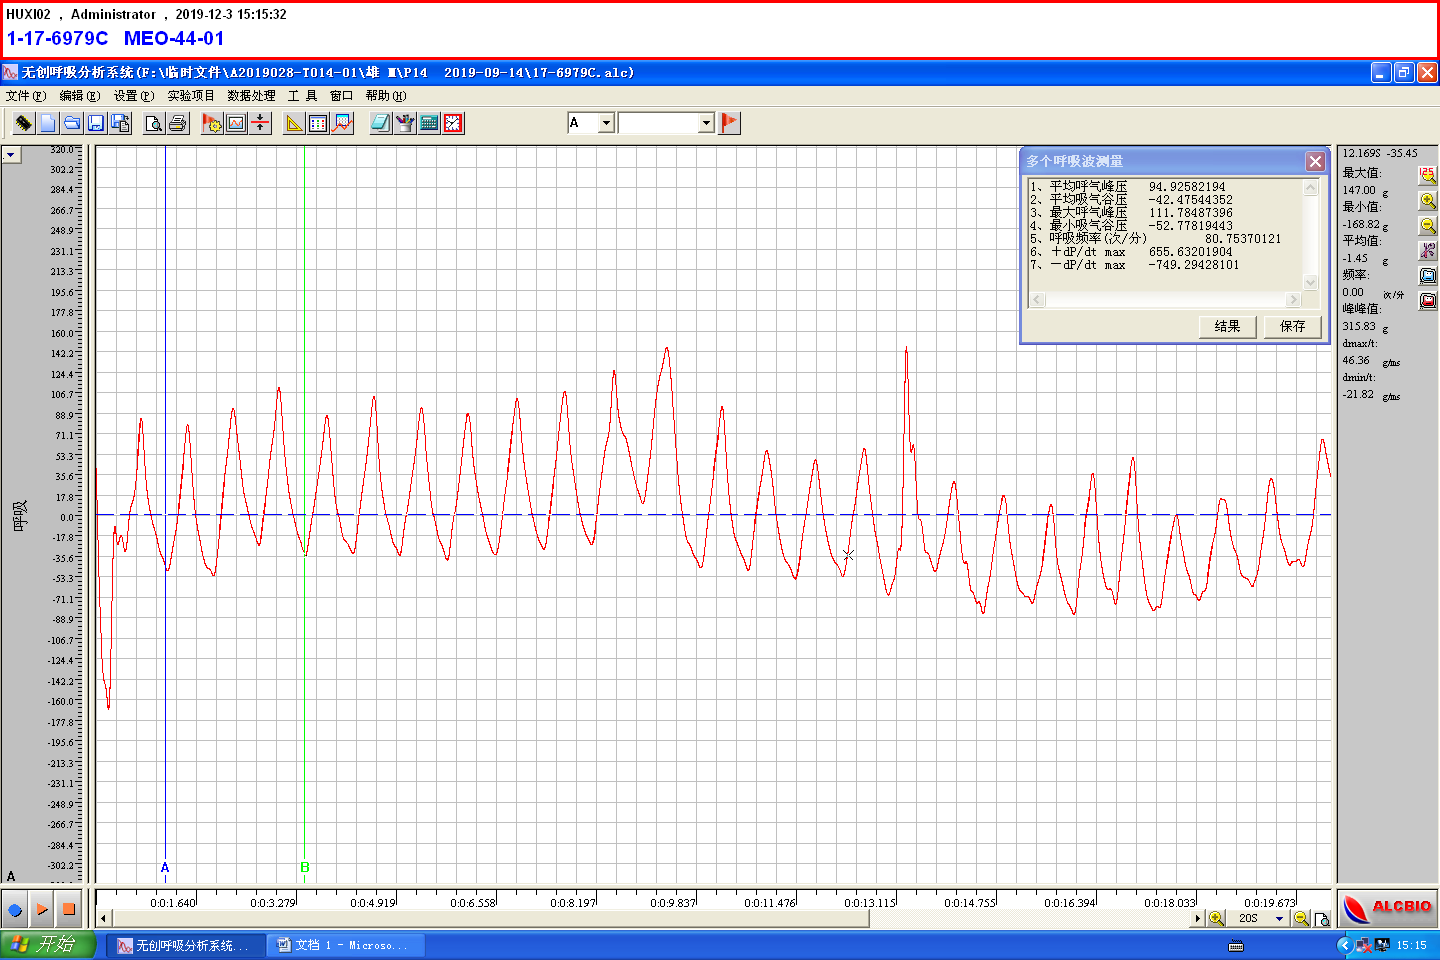 HUXI02 , Administrator , 2019-12-3 15:15:32
1-17-6979C MEO-44-01
无创呼吸分析系统(F:\临时文件\A2019028-T014-01\雄 M\P14 2019-09-14\17-6979C.alc)
文件(F) 编辑(E) 设置(P) 实验项目 数据处理 工 具 窗口 帮助(H)
A
320.0
302.2
284.4
266.7
248.9
231.1
213.3
195.6
177.8
160.0
142.2
124.4
106.7
88.9
71.1
53.3
35.6
17.8
0.0
-17.8
-35.6
-53.3
-71.1
-88.9
-106.7
-124.4
-142.2
-160.0
-177.8
-195.6
-213.3
-231.1
-248.9
-266.7
-284.4
-302.2
呼吸
A
A
B
多个呼吸波测量
1、平均呼气峰压 94.92582194
2、平均吸气谷压 -42.47544352
3、最大呼气峰压 111.78487396
4、最小吸气谷压 -52.77819443
5、呼吸频率(次/分) 80.75370121
6、＋dP/dt max 655.63201904
7、－dP/dt max -749.29428101
结果 保存
12.169S -35.45
最大值:
147.00 g
最小值:
-168.82 g
平均值:
-1.45 g
频率:
0.00 次/分
峰峰值:
315.83 g
dmax/t:
46.36 g/ms
dmin/t:
-21.82 g/ms
125
0:0:1.640 0:0:3.279 0:0:4.919 0:0:6.558 0:0:8.197 0:0:9.837 0:0:11.476 0:0:13.115 0:0:14.755 0:0:16.394 0:0:18.033 0:0:19.673
20S
ALCBIO
开始 无创呼吸分析系统... 文档 1 - Microso... 15:15